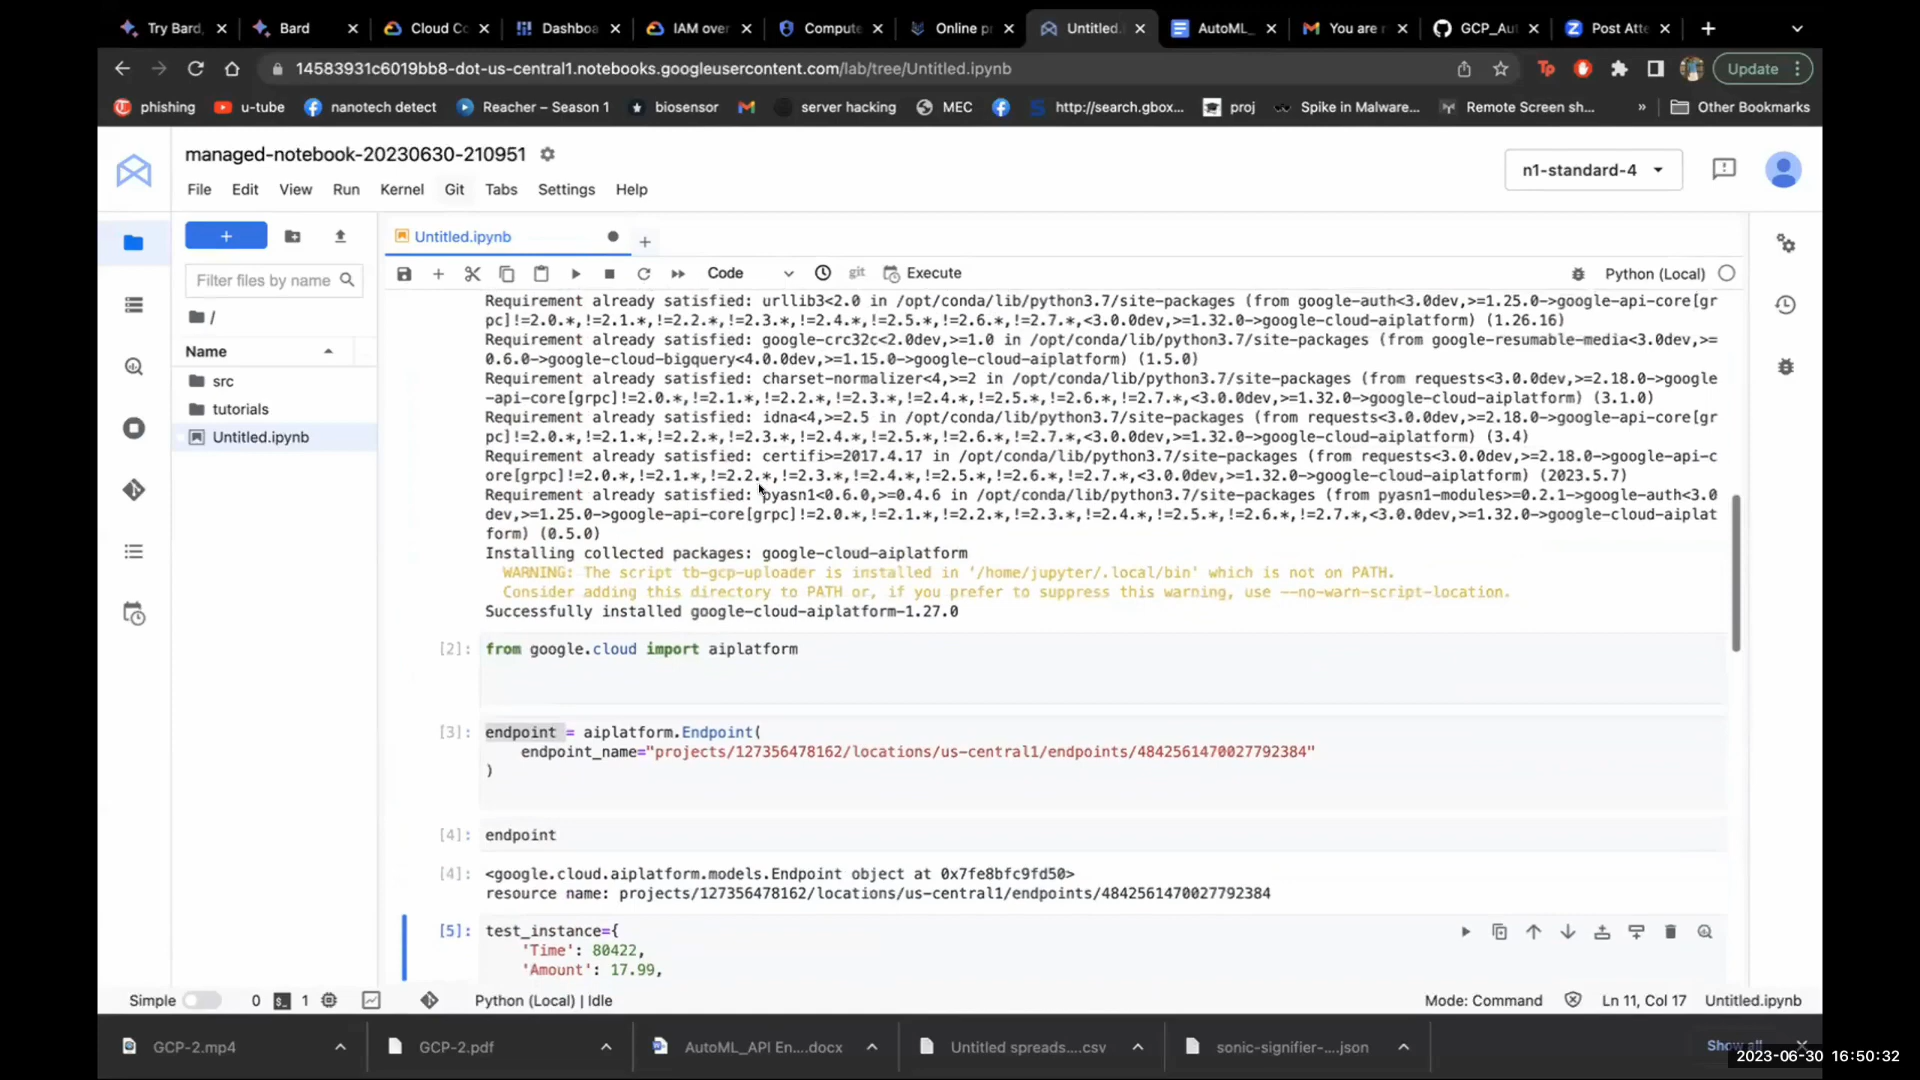 Try Bard,
Bard
Cloud Co
Dashboa
IAM over
Compute
Online p
Untitled.
AutoML_
You are r
GCP_Au
Post Atte
14583931c6019bb8-dot-us-central1.notebooks.googleusercontent.com/lab/tree/Untitled.ipynb
Update
phishing
u-tube
nanotech detect
Reacher – Season 1
biosensor
server hacking
MEC
http://search.gbox...
proj
Spike in Malware...
Remote Screen sh...
»
Other Bookmarks
managed-notebook-20230630-210951
n1-standard-4
File Edit View Run Kernel Git Tabs Settings Help
+
Untitled.ipynb
Filter files by name
Code
git
Execute
Python (Local)
/
Name
src
tutorials
Untitled.ipynb
Requirement already satisfied: urllib3<2.0 in /opt/conda/lib/python3.7/site-packages (from google-auth<3.0dev,>=1.25.0->google-api-core[gr
pc]!=2.0.*,!=2.1.*,!=2.2.*,!=2.3.*,!=2.4.*,!=2.5.*,!=2.6.*,!=2.7.*,<3.0.0dev,>=1.32.0->google-cloud-aiplatform) (1.26.16)
Requirement already satisfied: google-crc32c<2.0dev,>=1.0 in /opt/conda/lib/python3.7/site-packages (from google-resumable-media<3.0dev,>=
0.6.0->google-cloud-bigquery<4.0.0dev,>=1.15.0->google-cloud-aiplatform) (1.5.0)
Requirement already satisfied: charset-normalizer<4,>=2 in /opt/conda/lib/python3.7/site-packages (from requests<3.0.0dev,>=2.18.0->google
-api-core[grpc]!=2.0.*,!=2.1.*,!=2.2.*,!=2.3.*,!=2.4.*,!=2.5.*,!=2.6.*,!=2.7.*,<3.0.0dev,>=1.32.0->google-cloud-aiplatform) (3.1.0)
Requirement already satisfied: idna<4,>=2.5 in /opt/conda/lib/python3.7/site-packages (from requests<3.0.0dev,>=2.18.0->google-api-core[gr
pc]!=2.0.*,!=2.1.*,!=2.2.*,!=2.3.*,!=2.4.*,!=2.5.*,!=2.6.*,!=2.7.*,<3.0.0dev,>=1.32.0->google-cloud-aiplatform) (3.4)
Requirement already satisfied: certifi>=2017.4.17 in /opt/conda/lib/python3.7/site-packages (from requests<3.0.0dev,>=2.18.0->google-api-c
ore[grpc]!=2.0.*,!=2.1.*,!=2.2.*,!=2.3.*,!=2.4.*,!=2.5.*,!=2.6.*,!=2.7.*,<3.0.0dev,>=1.32.0->google-cloud-aiplatform) (2023.5.7)
Requirement already satisfied: pyasn1<0.6.0,>=0.4.6 in /opt/conda/lib/python3.7/site-packages (from pyasn1-modules>=0.2.1->google-auth<3.0
dev,>=1.25.0->google-api-core[grpc]!=2.0.*,!=2.1.*,!=2.2.*,!=2.3.*,!=2.4.*,!=2.5.*,!=2.6.*,!=2.7.*,<3.0.0dev,>=1.32.0->google-cloud-aiplat
form) (0.5.0)
Installing collected packages: google-cloud-aiplatform
WARNING: The script tb-gcp-uploader is installed in '/home/jupyter/.local/bin' which is not on PATH.
Consider adding this directory to PATH or, if you prefer to suppress this warning, use --no-warn-script-location.
Successfully installed google-cloud-aiplatform-1.27.0
[2]: from google.cloud import aiplatform
[3]: endpoint = aiplatform.Endpoint(
endpoint_name="projects/127356478162/locations/us-central1/endpoints/4842561470027792384"
)
[4]: endpoint
[4]: <google.cloud.aiplatform.models.Endpoint object at 0x7fe8bfc9fd50>
resource name: projects/127356478162/locations/us-central1/endpoints/4842561470027792384
[5]: test_instance={
'Time': 80422,
'Amount': 17.99,
Simple 0 1 Python (Local) | Idle Mode: Command Ln 11, Col 17 Untitled.ipynb
GCP-2.mp4
GCP-2.pdf
AutoML_API En....docx
Untitled spreads....csv
sonic-signifier-....json
Show all
2023-06-30 16:50:32